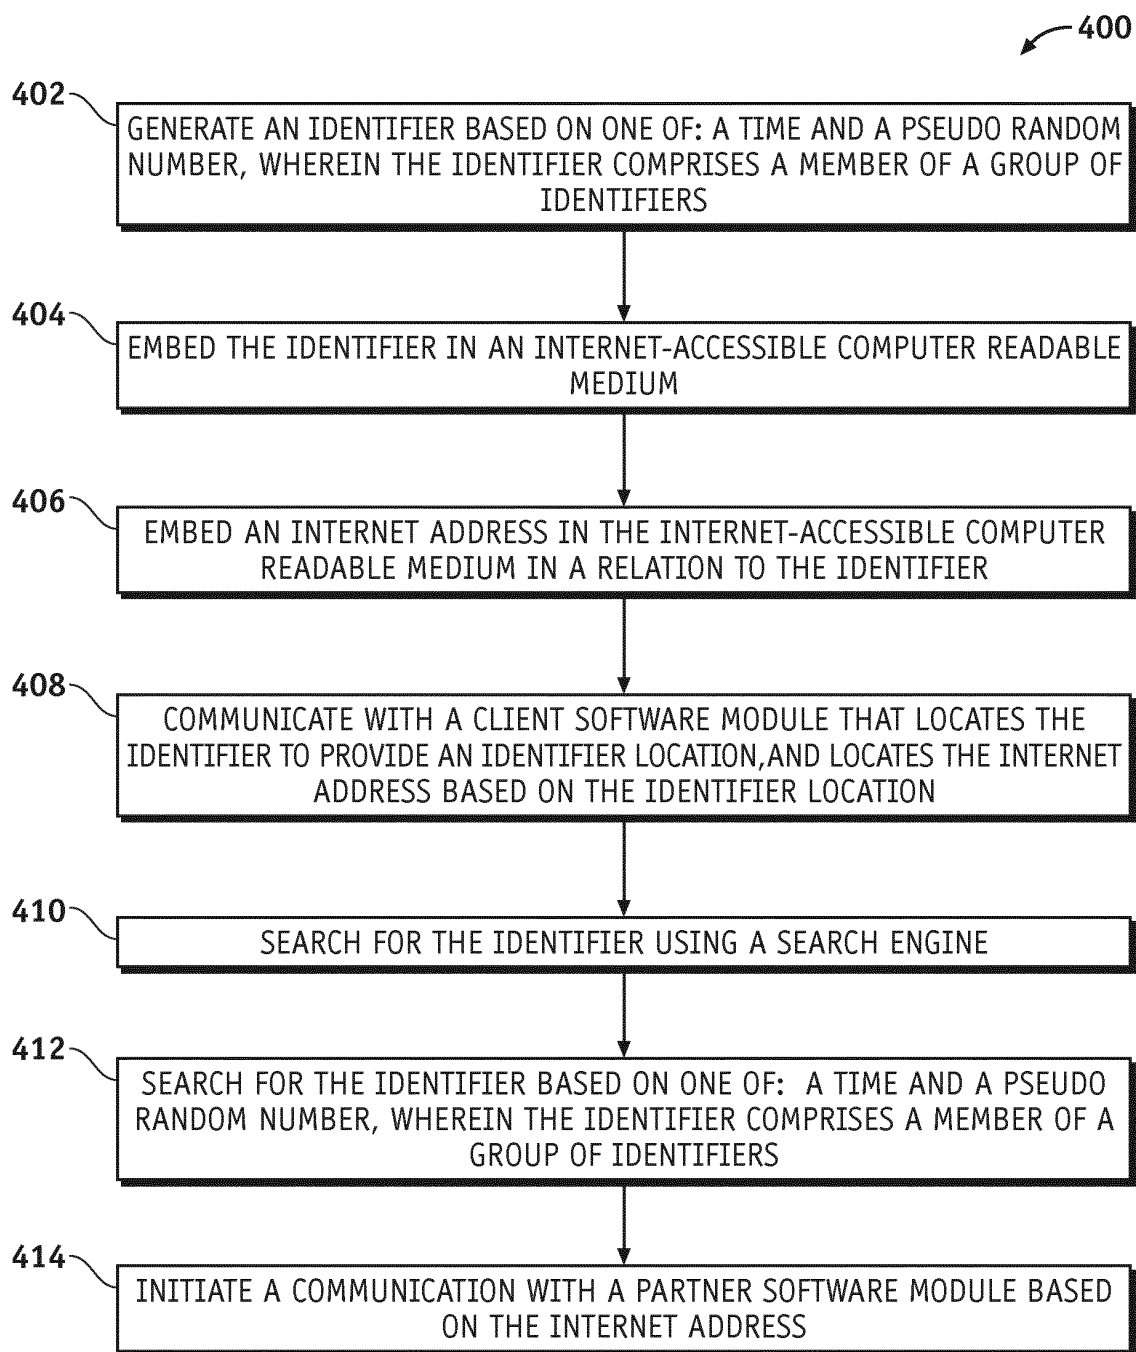 400
402
GENERATE AN IDENTIFIER BASED ON ONE OF: A TIME AND A PSEUDO RANDOM
NUMBER, WHEREIN THE IDENTIFIER COMPRISES A MEMBER OF A GROUP OF
IDENTIFIERS
404
EMBED THE IDENTIFIER IN AN INTERNET-ACCESSIBLE COMPUTER READABLE
MEDIUM
406
EMBED AN INTERNET ADDRESS IN THE INTERNET-ACCESSIBLE COMPUTER
READABLE MEDIUM IN A RELATION TO THE IDENTIFIER
408
COMMUNICATE WITH A CLIENT SOFTWARE MODULE THAT LOCATES THE
IDENTIFIER TO PROVIDE AN IDENTIFIER LOCATION,AND LOCATES THE INTERNET
ADDRESS BASED ON THE IDENTIFIER LOCATION
410
SEARCH FOR THE IDENTIFIER USING A SEARCH ENGINE
412
SEARCH FOR THE IDENTIFIER BASED ON ONE OF: A TIME AND A PSEUDO
RANDOM NUMBER, WHEREIN THE IDENTIFIER COMPRISES A MEMBER OF A
GROUP OF IDENTIFIERS
414
INITIATE A COMMUNICATION WITH A PARTNER SOFTWARE MODULE BASED
ON THE INTERNET ADDRESS